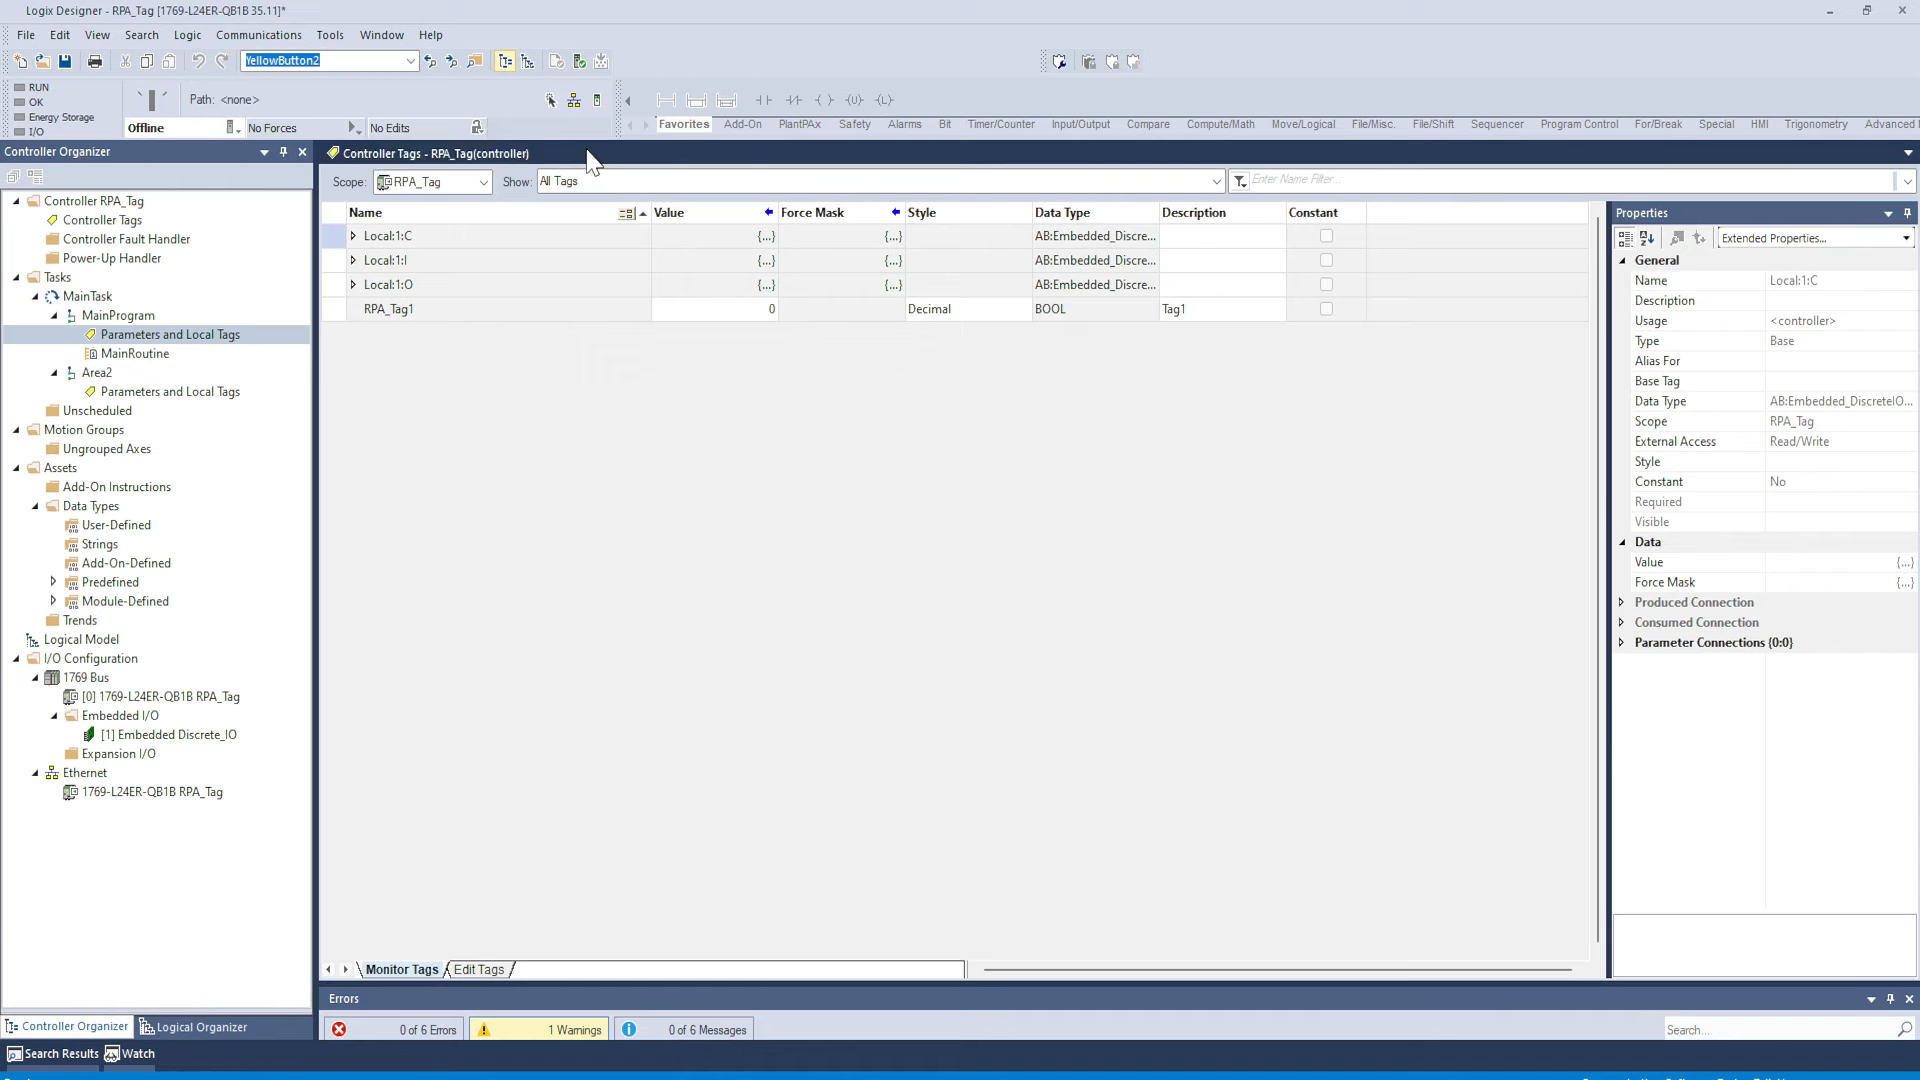 Logix Designer - RPA_Tag [1769-L24ER-QB1B 35.11]*
File Edit View Search Logic Communications Tools Window Help
YellowButton2
RUN
OK
Energy Storage
I/O
Path: <none>
Offline No Forces No Edits
Favorites Add-On PlantPAx Safety Alarms Bit Timer/Counter Input/Output Compare Compute/Math Move/Logical File/Misc. File/Shift Sequencer Program Control For/Break Special HMI Trigonometry Advanced
Controller Organizer
Controller RPA_Tag
Controller Tags
Controller Fault Handler
Power-Up Handler
Tasks
MainTask
MainProgram
Parameters and Local Tags
MainRoutine
Area2
Parameters and Local Tags
Unscheduled
Motion Groups
Ungrouped Axes
Assets
Add-On Instructions
Data Types
User-Defined
Strings
Add-On-Defined
Predefined
Module-Defined
Trends
Logical Model
I/O Configuration
1769 Bus
[0] 1769-L24ER-QB1B RPA_Tag
Embedded I/O
[1] Embedded Discrete_IO
Expansion I/O
Ethernet
1769-L24ER-QB1B RPA_Tag
Controller Organizer Logical Organizer
Controller Tags - RPA_Tag(controller)
Scope: RPA_Tag Show: All Tags Enter Name Filter...
Name Value Force Mask Style Data Type Description Constant
Local:1:C {...} {...} AB:Embedded_Discre...
Local:1:I {...} {...} AB:Embedded_Discre...
Local:1:O {...} {...} AB:Embedded_Discre...
RPA_Tag1 0 Decimal BOOL Tag1
Monitor Tags Edit Tags
Properties
Extended Properties...
General
Name Local:1:C
Description
Usage <controller>
Type Base
Alias For
Base Tag
Data Type AB:Embedded_DiscreteIO...
Scope RPA_Tag
External Access Read/Write
Style
Constant No
Required
Visible
Data
Value {...}
Force Mask {...}
Produced Connection
Consumed Connection
Parameter Connections {0:0}
Errors
0 of 6 Errors 1 Warnings 0 of 6 Messages Search...
Search Results Watch